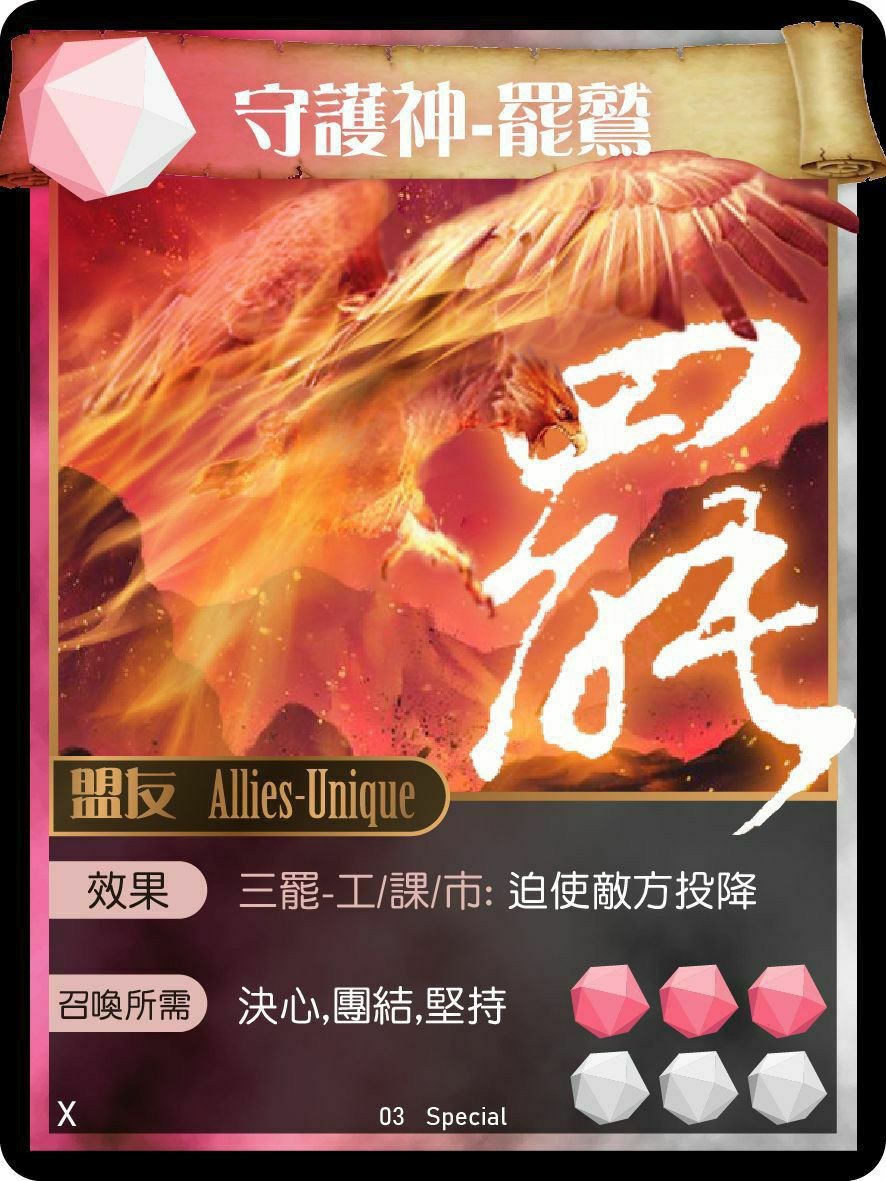 守護神-罷鷲
罷
盟友 Allies-Unique
效果 三罷-工/課/市: 迫使敵方投降
召喚所需 決心,團結,堅持
X 03 Special